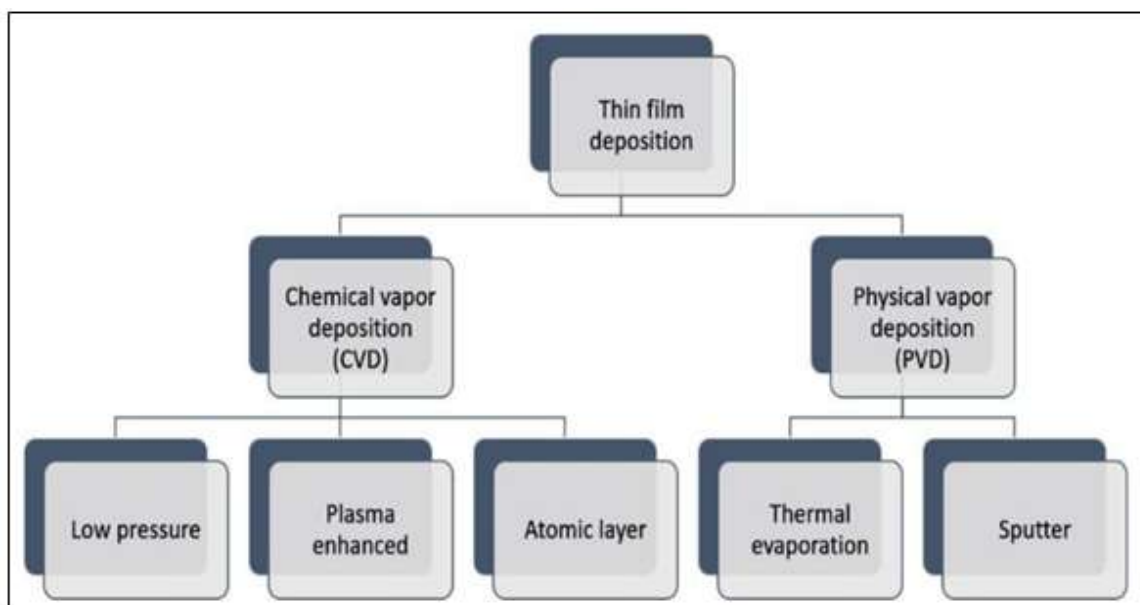 Thin film
deposition
Chemical vapor
deposition
(CVD)
Physical vapor
deposition
(PVD)
Low pressure
Plasma
enhanced
Atomic layer
Thermal
evaporation
Sputter